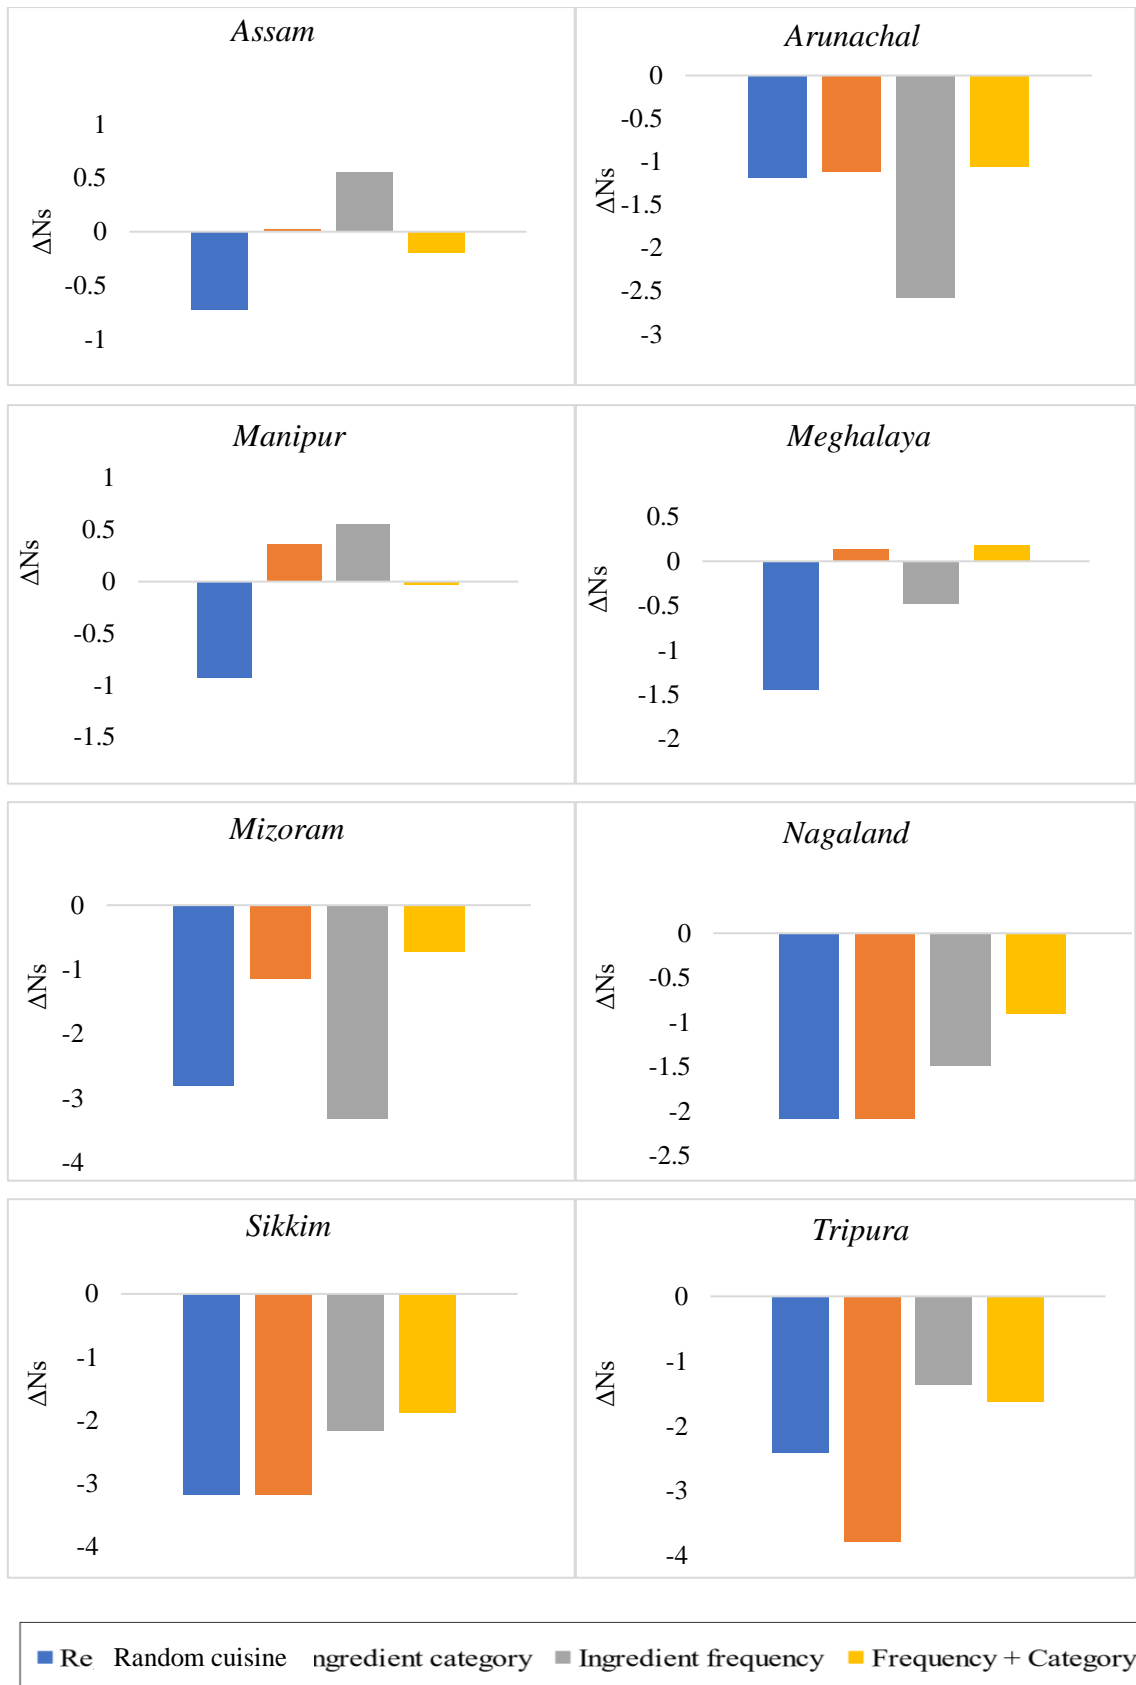 Assam
1
0.5
0
-0.5
-1
ΔNs
Arunachal
0
-0.5
-1
-1.5
-2
-2.5
-3
ΔNs
Manipur
1
0.5
0
-0.5
-1
-1.5
ΔNs
Meghalaya
0.5
0
-0.5
-1
-1.5
-2
ΔNs
Mizoram
0
-1
-2
-3
-4
ΔNs
Nagaland
0
-0.5
-1
-1.5
-2
-2.5
ΔNs
Sikkim
0
-1
-2
-3
-4
ΔNs
Tripura
0
-1
-2
-3
-4
ΔNs
Re Random cuisine ngredient category Ingredient frequency Frequency + Category